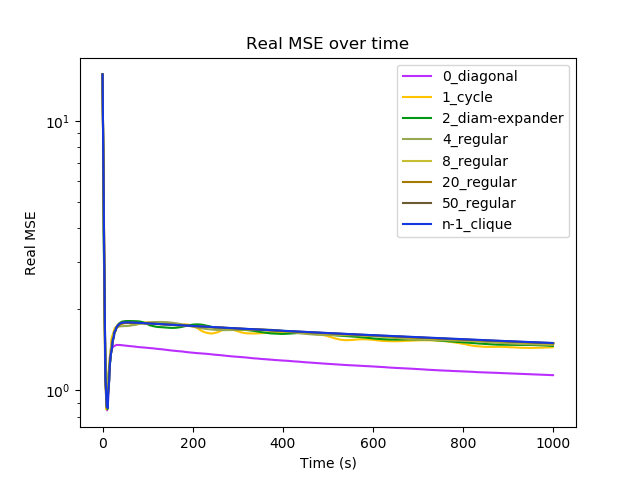 Real MSE over time
Real MSE
10¹
10⁰
0_diagonal
1_cycle
2_diam-expander
4_regular
8_regular
20_regular
50_regular
n-1_clique
0 200 400 600 800 1000
Time (s)